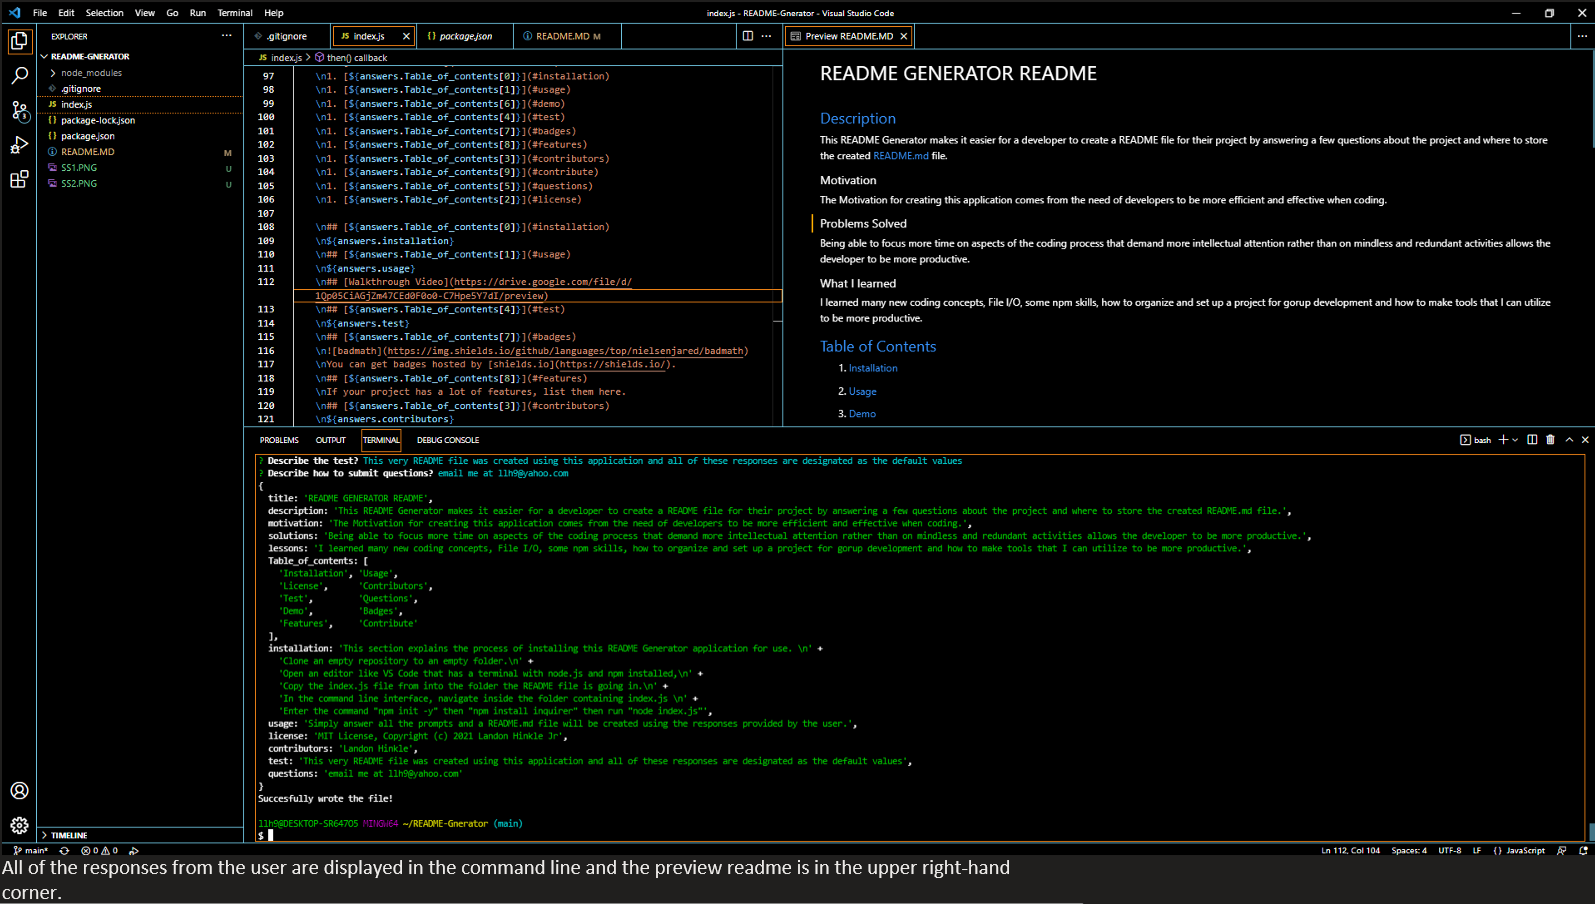 File Edit Selection View Go Run Terminal Help
index.js - README-Gnerator - Visual Studio Code
EXPLORER
README-GNERATOR
node_modules
.gitignore
JS index.js
{} package-lock.json
{} package.json
README.MD M
SS1.PNG U
SS2.PNG U
TIMELINE
.gitignore JS index.js {} package.json README.MD M
JS index.js > then() callback
97 \n1. [${answers.Table_of_contents[0]}](#installation)
98 \n1. [${answers.Table_of_contents[1]}](#usage)
99 \n1. [${answers.Table_of_contents[6]}](#demo)
100 \n1. [${answers.Table_of_contents[4]}](#test)
101 \n1. [${answers.Table_of_contents[7]}](#badges)
102 \n1. [${answers.Table_of_contents[8]}](#features)
103 \n1. [${answers.Table_of_contents[3]}](#contributors)
104 \n1. [${answers.Table_of_contents[9]}](#contribute)
105 \n1. [${answers.Table_of_contents[5]}](#questions)
106 \n1. [${answers.Table_of_contents[2]}](#license)
107
108 \n## [${answers.Table_of_contents[0]}](#installation)
109 \n${answers.installation}
110 \n## [${answers.Table_of_contents[1]}](#usage)
111 \n${answers.usage}
112 \n## [Walkthrough Video](https://drive.google.com/file/d/
1Qp05CiAGjZm47CEd0F0o0-C7Hpe5Y7dI/preview)
113 \n## [${answers.Table_of_contents[4]}](#test)
114 \n${answers.test}
115 \n## [${answers.Table_of_contents[7]}](#badges)
116 \n![badmath](https://img.shields.io/github/languages/top/nielsenjared/badmath)
117 \nYou can get badges hosted by [shields.io](https://shields.io/).
118 \n## [${answers.Table_of_contents[8]}](#features)
119 \nIf your project has a lot of features, list them here.
120 \n## [${answers.Table_of_contents[3]}](#contributors)
121 \n${answers.contributors}
Preview README.MD
README GENERATOR README
Description
This README Generator makes it easier for a developer to create a README file for their project by answering a few questions about the project and where to store
the created README.md file.
Motivation
The Motivation for creating this application comes from the need of developers to be more efficient and effective when coding.
Problems Solved
Being able to focus more time on aspects of the coding process that demand more intellectual attention rather than on mindless and redundant activities allows the
developer to be more productive.
What I learned
I learned many new coding concepts, File I/O, some npm skills, how to organize and set up a project for gorup development and how to make tools that I can utilize
to be more productive.
Table of Contents
1. Installation
2. Usage
3. Demo
PROBLEMS OUTPUT TERMINAL DEBUG CONSOLE
bash
? Describe the test? This very README file was created using this application and all of these responses are designated as the default values
? Describe how to submit questions? email me at llh9@yahoo.com
{
title: 'README GENERATOR README',
description: 'This README Generator makes it easier for a developer to create a README file for their project by answering a few questions about the project and where to store the created README.md file.',
motivation: 'The Motivation for creating this application comes from the need of developers to be more efficient and effective when coding.',
solutions: 'Being able to focus more time on aspects of the coding process that demand more intellectual attention rather than on mindless and redundant activities allows the developer to be more productive.',
lessons: 'I learned many new coding concepts, File I/O, some npm skills, how to organize and set up a project for gorup development and how to make tools that I can utilize to be more productive.',
Table_of_contents: [
'Installation', 'Usage',
'License', 'Contributors',
'Test', 'Questions',
'Demo', 'Badges',
'Features', 'Contribute'
],
installation: 'This section explains the process of installing this README Generator application for use. \n' +
'Clone an empty repository to an empty folder.\n' +
'Open an editor like VS Code that has a terminal with node.js and npm installed,\n' +
'Copy the index.js file from into the folder the README file is going in.\n' +
'In the command line interface, navigate inside the folder containing index.js \n' +
'Enter the command "npm init -y" then "npm install inquirer" then run "node index.js"',
usage: 'Simply answer all the prompts and a README.md file will be created using the responses provided by the user.',
license: 'MIT License, Copyright (c) 2021 Landon Hinkle Jr',
contributors: 'Landon Hinkle',
test: 'This very README file was created using this application and all of these responses are designated as the default values',
questions: 'email me at llh9@yahoo.com'
}
Succesfully wrote the file!
llh9@DESKTOP-SR647O5 MINGW64 ~/README-Gnerator (main)
$
main* 0 0
Ln 112, Col 104 Spaces: 4 UTF-8 LF {} JavaScript
All of the responses from the user are displayed in the command line and the preview readme is in the upper right-hand
corner.